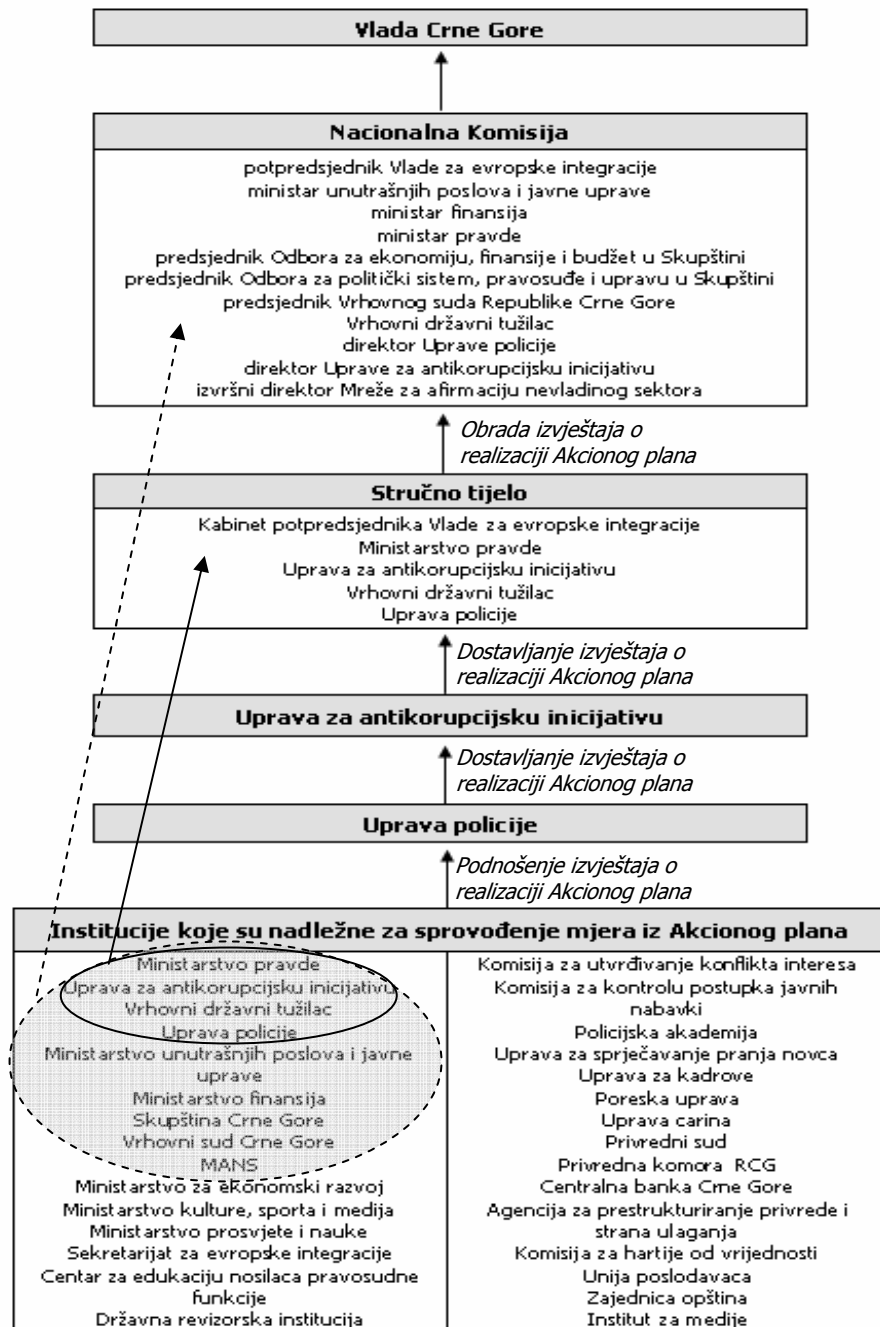 Vlada Crne Gore
Nacionalna Komisija
potpredsjednik Vlade za evropske integracije
ministar unutrašnjih poslova i javne uprave
ministar finansija
ministar pravde
predsjednik Odbora za ekonomiju, finansije i budžet u Skupštini
predsjednik Odbora za politički sistem, pravosuđe i upravu u Skupštini
predsjednik Vrhovnog suda Republike Crne Gore
Vrhovni državni tužilac
direktor Uprave policije
direktor Uprave za antikorupcijsku inicijativu
izvršni direktor Mreže za afirmaciju nevladinog sektora
Obrada izvještaja o
realizaciji Akcionog plana
Stručno tijelo
Kabinet potpredsjednika Vlade za evropske integracije
Ministarstvo pravde
Uprava za antikorupcijsku inicijativu
Vrhovni državni tužilac
Uprava policije
Dostavljanje izvještaja o
realizaciji Akcionog plana
Uprava za antikorupcijsku inicijativu
Dostavljanje izvještaja o
realizaciji Akcionog plana
Uprava policije
Podnošenje izvještaja o
realizaciji Akcionog plana
Institucije koje su nadležne za sprovođenje mjera iz Akcionog plana
Ministarstvo pravde
Uprava za antikorupcijsku inicijativu
Vrhovni državni tužilac
Uprava policije
Ministarstvo unutrašnjih poslova i javne
uprave
Ministarstvo finansija
Skupština Crne Gore
Vrhovni sud Crne Gore
MANS
Ministarstvo za ekonomski razvoj
Ministarstvo kulture, sporta i medija
Ministarstvo prosvjete i nauke
Sekretarijat za evropske integracije
Centar za edukaciju nosilaca pravosudne
funkcije
Državna revizorska institucija
Komisija za utvrđivanje konflikta interesa
Komisija za kontrolu postupka javnih
nabavki
Policijska akademija
Uprava za sprječavanje pranja novca
Uprava za kadrove
Poreska uprava
Uprava carina
Privredni sud
Privredna komora RCG
Centralna banka Crne Gore
Agencija za prestrukturiranje privrede i
strana ulaganja
Komisija za hartije od vrijednosti
Unija poslodavaca
Zajednica opština
Institut za medije